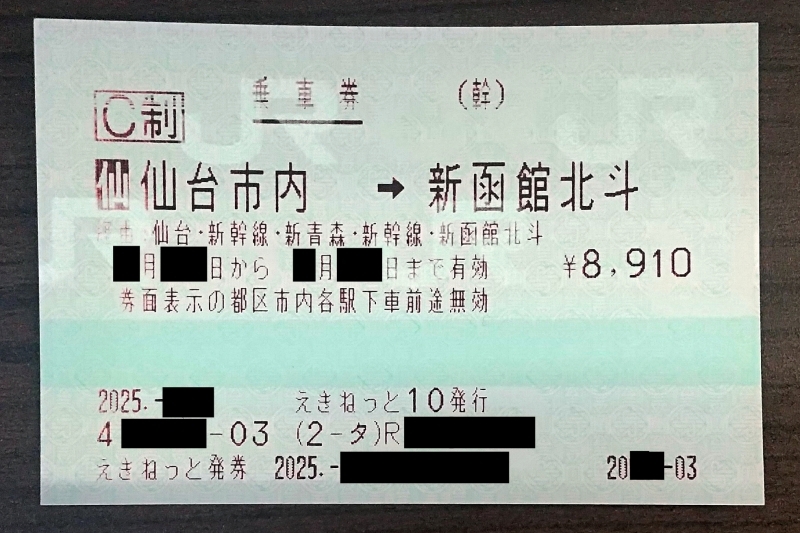 C制 乗車券 (幹)
仙 仙台市内 → 新函館北斗
経由:仙台・新幹線・新青森・新幹線・新函館北斗
月 日から 月 日まで有効 ¥8,910
券面表示の都区市内各駅下車前途無効
2025.- えきねっと10発行
4 -03 (2-タ)R
えきねっと発券 2025.- 20 -03